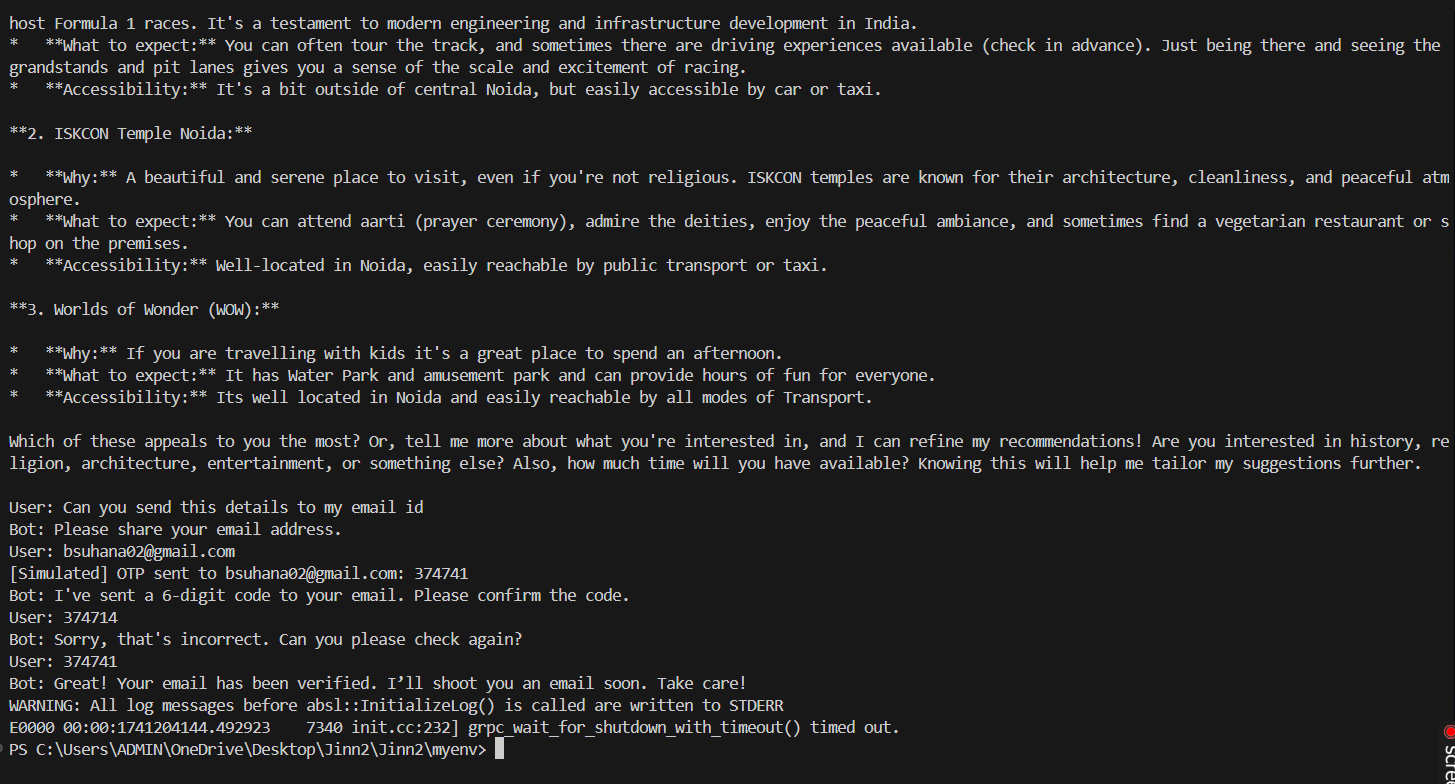 host Formula 1 races. It's a testament to modern engineering and infrastructure development in India.
*   **What to expect:** You can often tour the track, and sometimes there are driving experiences available (check in advance). Just being there and seeing the
grandstands and pit lanes gives you a sense of the scale and excitement of racing.
*   **Accessibility:** It's a bit outside of central Noida, but easily accessible by car or taxi.
**2. ISKCON Temple Noida:**
*   **Why:** A beautiful and serene place to visit, even if you're not religious. ISKCON temples are known for their architecture, cleanliness, and peaceful atm
osphere.
*   **What to expect:** You can attend aarti (prayer ceremony), admire the deities, enjoy the peaceful ambiance, and sometimes find a vegetarian restaurant or s
hop on the premises.
*   **Accessibility:** Well-located in Noida, easily reachable by public transport or taxi.
**3. Worlds of Wonder (WOW):**
*   **Why:** If you are travelling with kids it's a great place to spend an afternoon.
*   **What to expect:** It has Water Park and amusement park and can provide hours of fun for everyone.
*   **Accessibility:** Its well located in Noida and easily reachable by all modes of Transport.
Which of these appeals to you the most? Or, tell me more about what you're interested in, and I can refine my recommendations! Are you interested in history, re
ligion, architecture, entertainment, or something else? Also, how much time will you have available? Knowing this will help me tailor my suggestions further.
User: Can you send this details to my email id
Bot: Please share your email address.
User: bsuhana02@gmail.com
[Simulated] OTP sent to bsuhana02@gmail.com: 374741
Bot: I've sent a 6-digit code to your email. Please confirm the code.
User: 374714
Bot: Sorry, that's incorrect. Can you please check again?
User: 374741
Bot: Great! Your email has been verified. I’ll shoot you an email soon. Take care!
WARNING: All log messages before absl::InitializeLog() is called are written to STDERR
E0000 00:00:1741204144.492923    7340 init.cc:232] grpc_wait_for_shutdown_with_timeout() timed out.
PS C:\Users\ADMIN\OneDrive\Desktop\Jinn2\Jinn2\myenv>